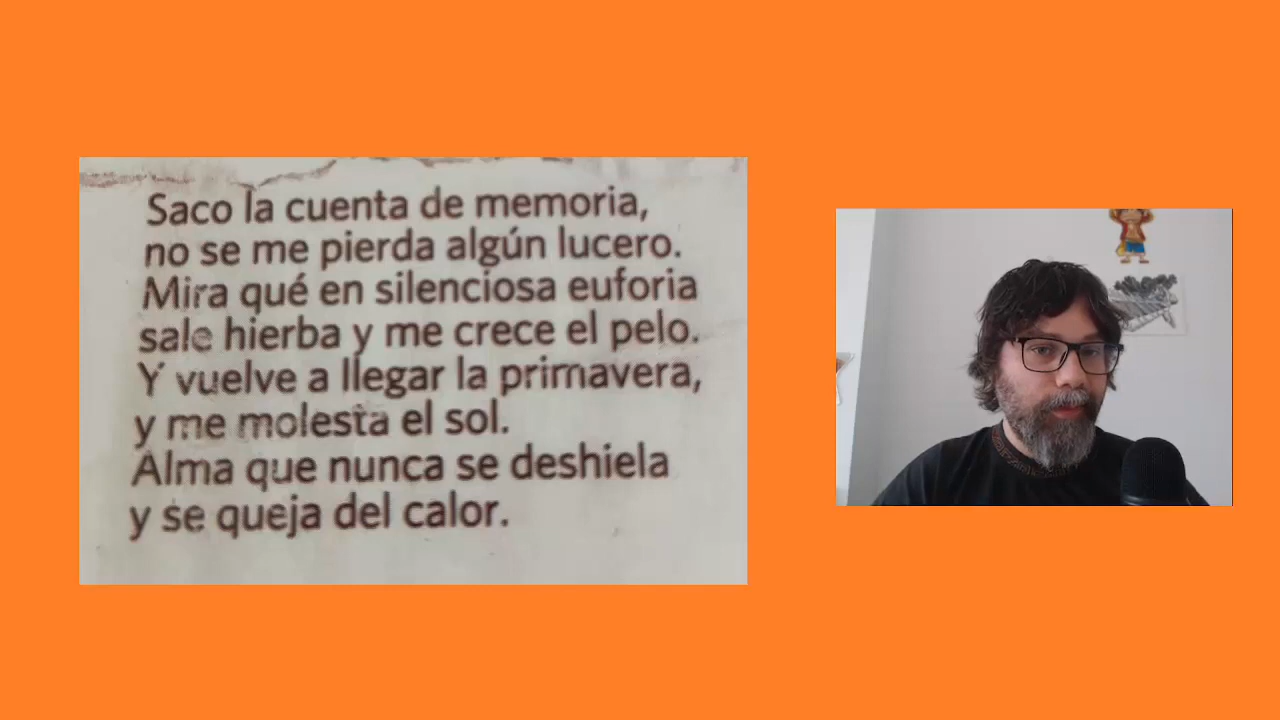 Saco la cuenta de memoria,
no se me pierda algún lucero.
Mira qué en silenciosa euforia
sale hierba y me crece el pelo.
Y vuelve a llegar la primavera,
y me molesta el sol.
Alma que nunca se deshiela
y se queja del calor.